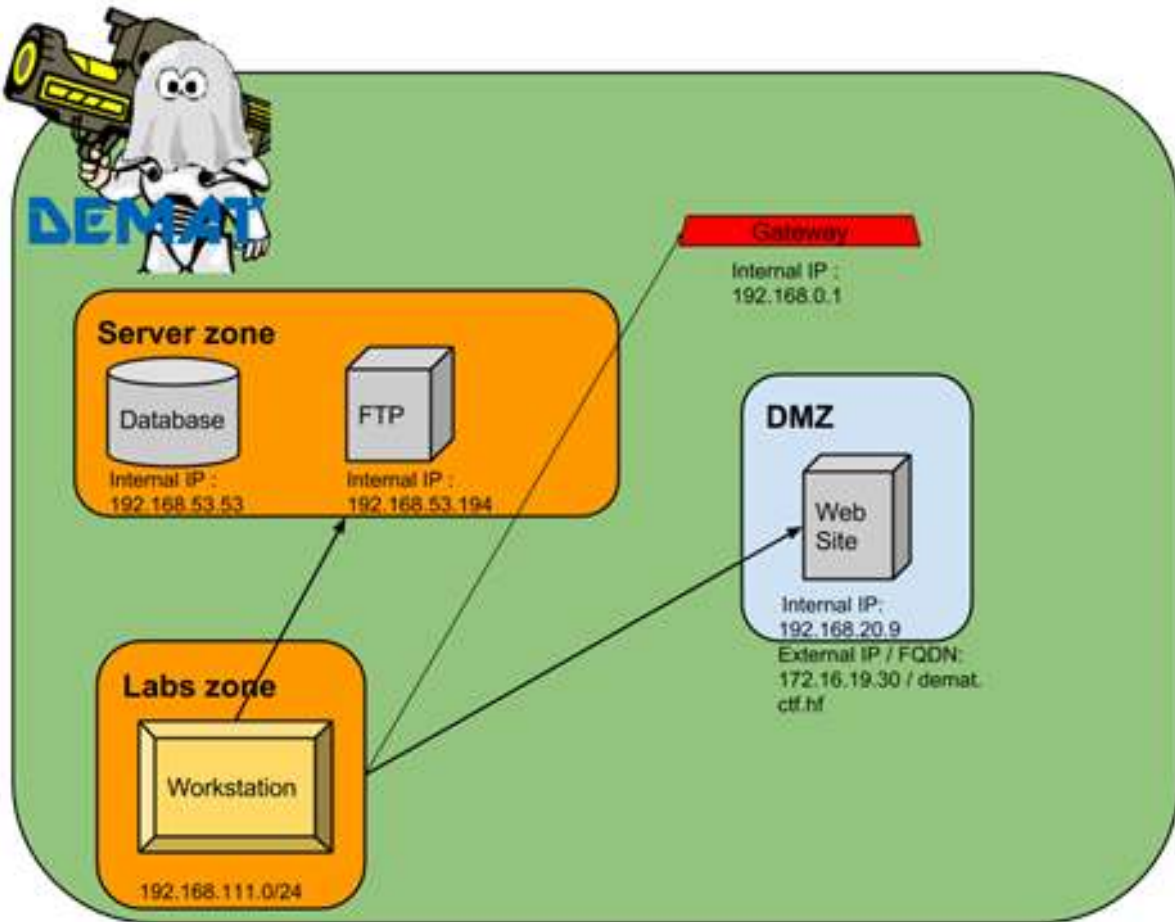 DEMAT
Gateway
Internal IP :
192.168.0.1
Server zone
Database
FTP
Internal IP :
192.168.53.53
Internal IP :
192.168.53.194
DMZ
Web
Site
Internal IP:
192.168.20.9
External IP / FQDN:
172.16.19.30 / demat.
ctf.hf
Labs zone
Workstation
192.168.111.0/24